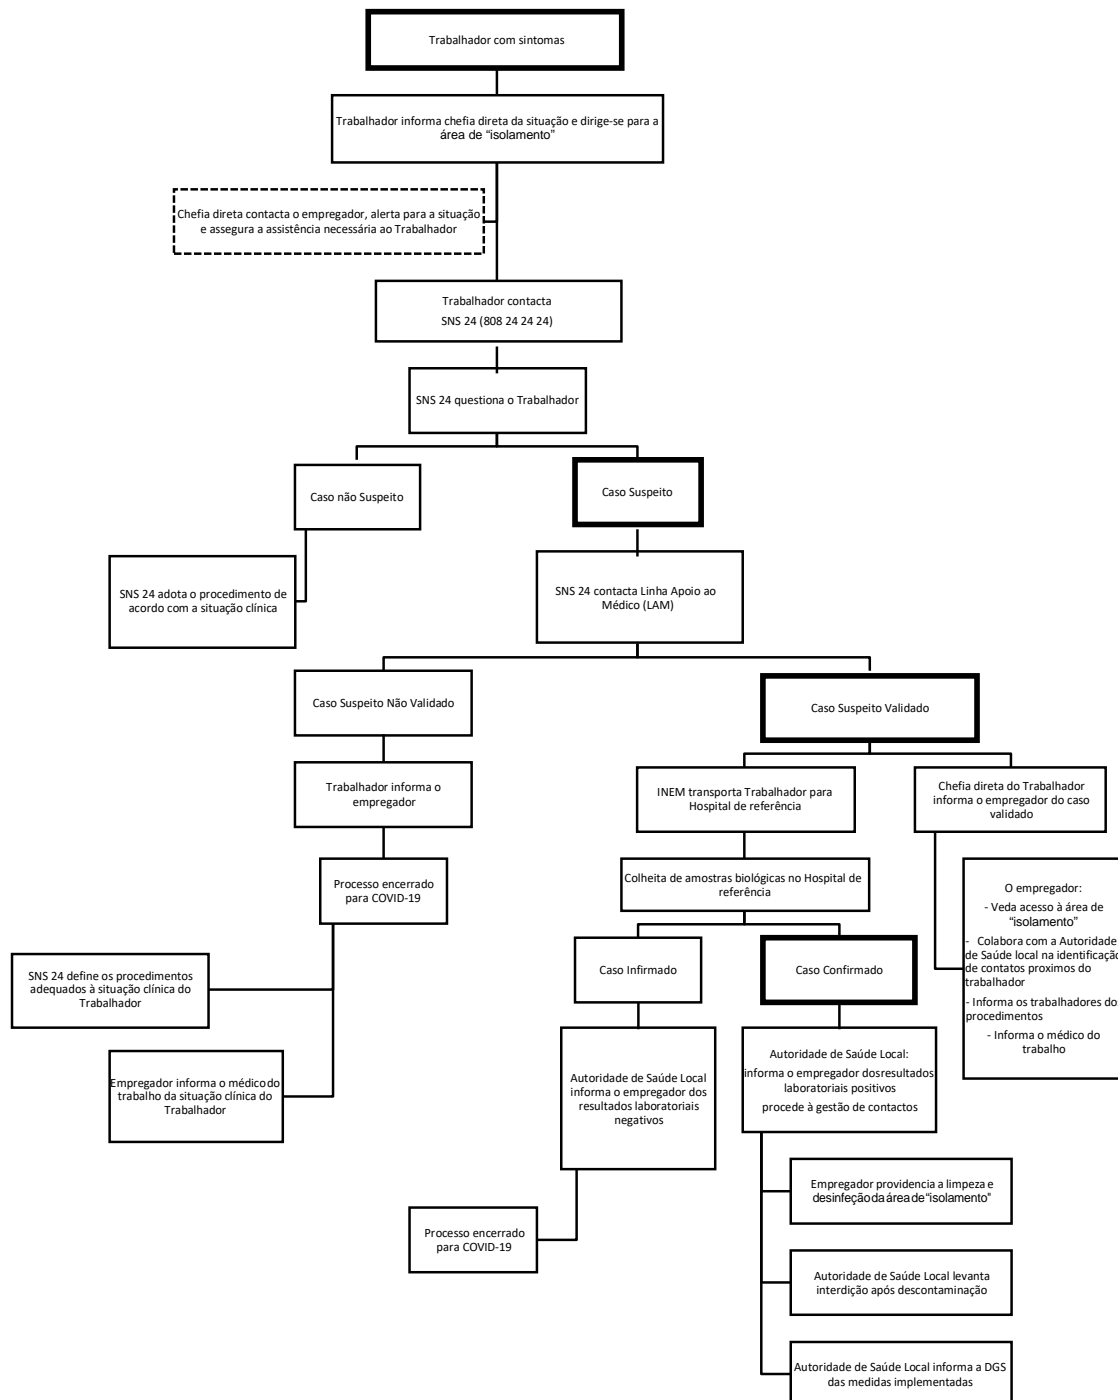 Trabalhador com sintomas
Trabalhador informa chefia direta da situação e dirige-se para a
área de “isolamento”
Chefia direta contacta o empregador, alerta para a situação
e assegura a assistência necessária ao Trabalhador
Trabalhador contacta
SNS 24 (808 24 24 24)
SNS 24 questiona o Trabalhador
Caso não Suspeito
Caso Suspeito
SNS 24 adota o procedimento de
acordo com a situação clínica
SNS 24 contacta Linha Apoio ao
Médico (LAM)
Caso Suspeito Não Validado
Caso Suspeito Validado
Trabalhador informa o
empregador
INEM transporta Trabalhador para
Hospital de referência
Chefia direta do Trabalhador
informa o empregador do caso
validado
Processo encerrado
para COVID-19
Colheita de amostras biológicas no Hospital de
referência
O empregador:
- Veda acesso à área de
“isolamento”
- Colabora com a Autoridade
de Saúde local na identificação
de contatos proximos do
trabalhador
- Informa os trabalhadores do
procedimentos
- Informa o médico do
trabalho
SNS 24 define os procedimentos
adequados à situação clínica do
Trabalhador
Caso Infirmado
Caso Confirmado
Empregador informa o médicodo
trabalho da situação clínica do
Trabalhador
Autoridade de Saúde Local
informa o empregador dos
resultados laboratoriais
negativos
Autoridade de Saúde Local:
informa o empregador dosresultados
laboratoriais positivos
procede à gestão de contactos
Processo encerrado
para COVID-19
Empregador providencia a limpeza e
desinfeçãodaáreade“isolamento”
Autoridade de Saúde Local levanta
interdição após descontaminação
Autoridade de Saúde Local informa a DGS
das medidas implementadas